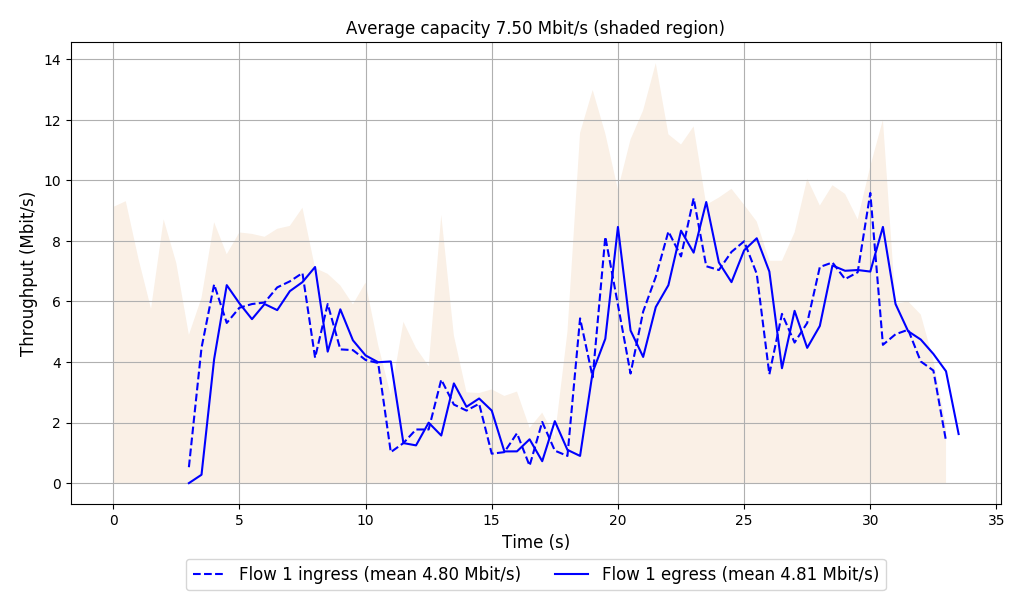 Average capacity 7.50 Mbit/s (shaded region)
Throughput (Mbit/s)
14
12
10
8
6
4
2
0
0 5 10 15 20 25 30 35
Time (s)
Flow 1 ingress (mean 4.80 Mbit/s) Flow 1 egress (mean 4.81 Mbit/s)